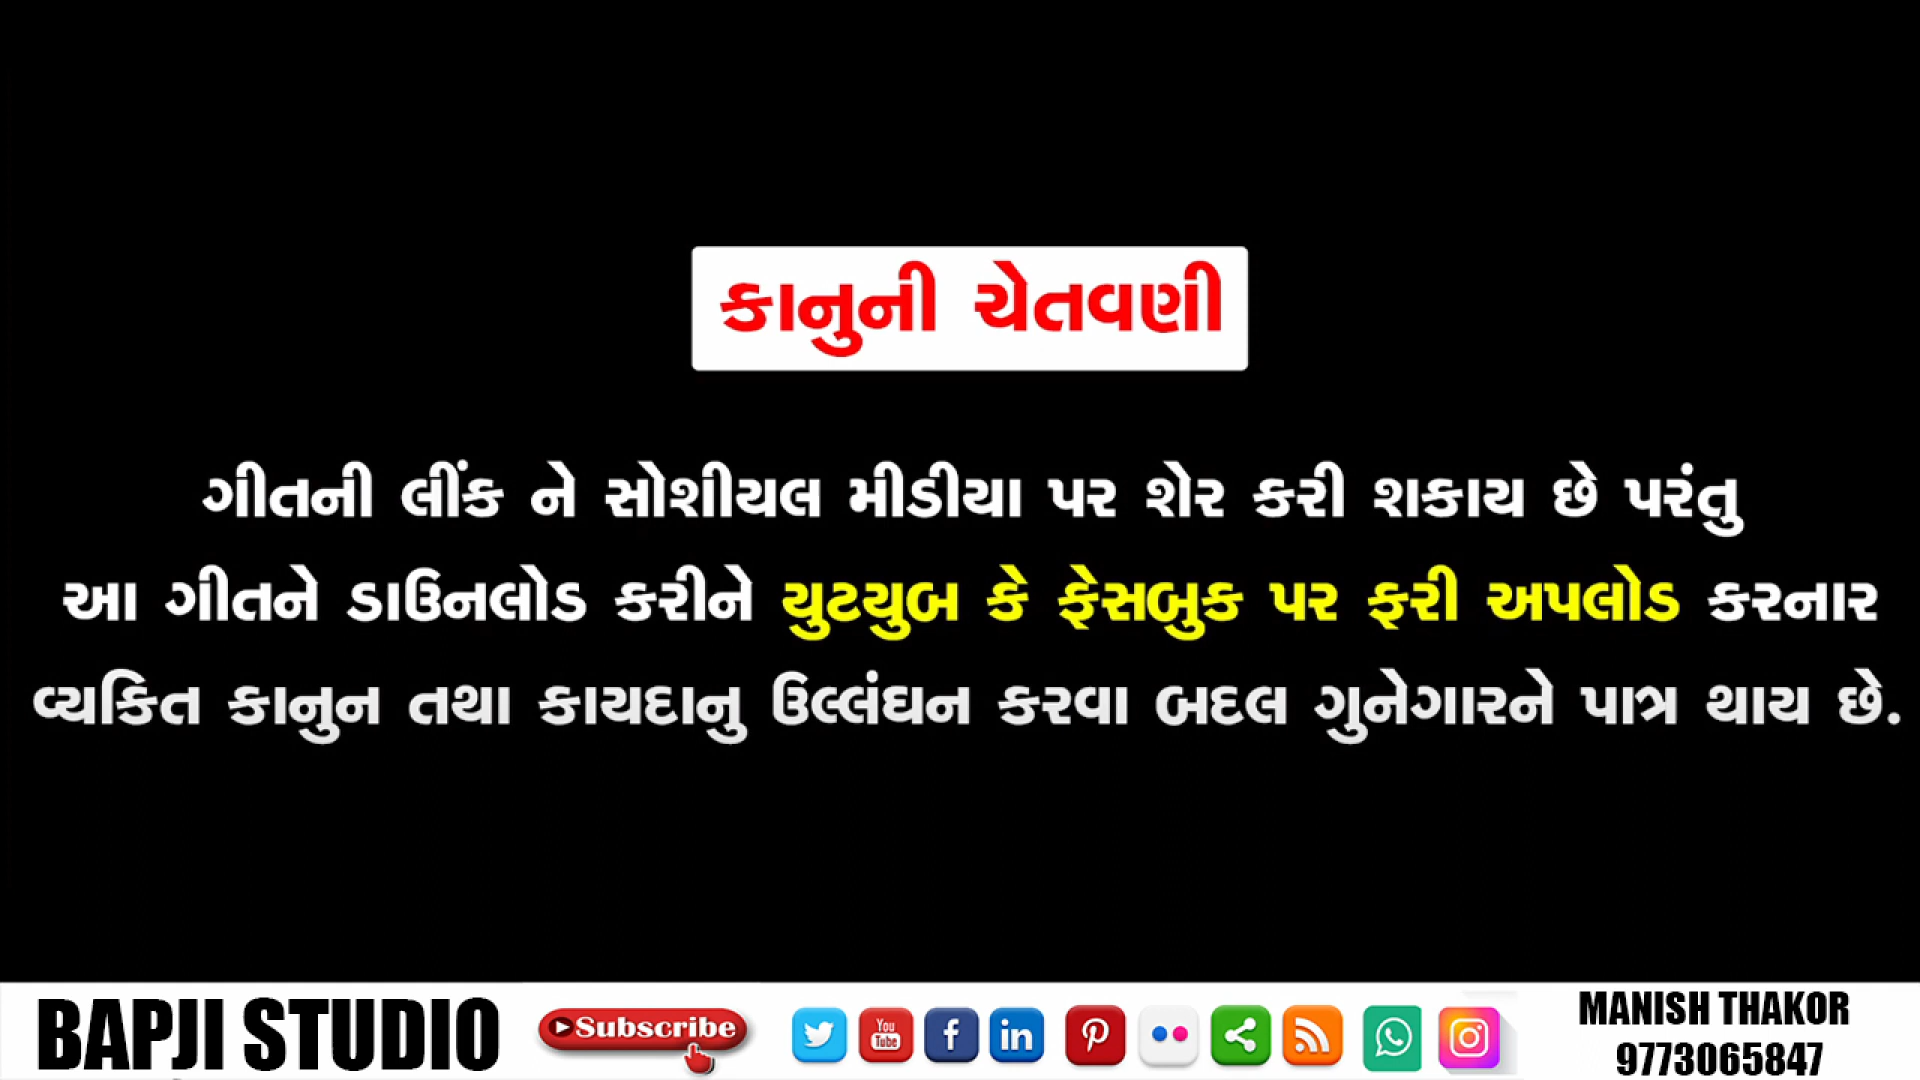 કાનુની ચેતવણી
ગીતની લીંક ને સોશીયલ મીડીયા પર શેર કરી શકાય છે પરંતુ
આ ગીતને ડાઉનલોડ કરીને યુટયુબ કે ફેસબુક પર ફરી અપલોડ કરનાર
વ્યકિત કાનુન તથા કાયદાનુ ઉલ્લંઘન કરવા બદલ ગુનેગારને પાત્ર થાય છે.
BAPJI STUDIO
Subscribe
You Tube
MANISH THAKOR
9773065847